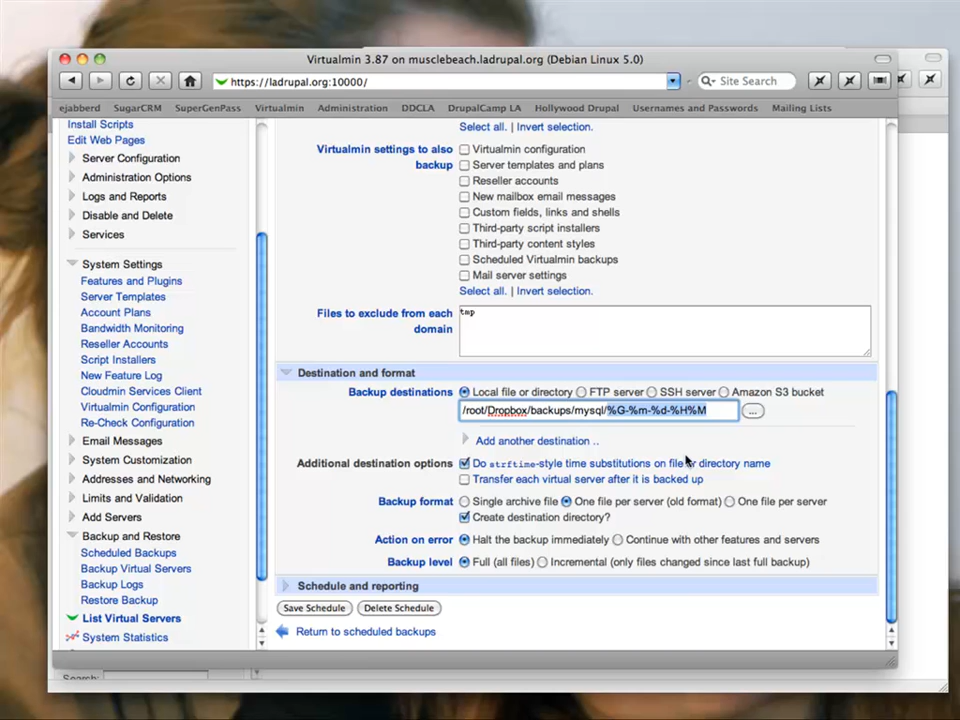 Virtualmin 3.87 on musclebeach.ladrupal.org (Debian Linux 5.0)
https://ladrupal.org:10000/
Site Search
ejabberd SugarCRM SuperGenPass Virtualmin Administration DDCLA DrupalCamp LA Hollywood Drupal Usernames and Passwords Mailing Lists
Install Scripts
Edit Web Pages
Server Configuration
Administration Options
Logs and Reports
Disable and Delete
Services
System Settings
Features and Plugins
Server Templates
Account Plans
Bandwidth Monitoring
Reseller Accounts
Script Installers
New Feature Log
Cloudmin Services Client
Virtualmin Configuration
Re-Check Configuration
Email Messages
System Customization
Addresses and Networking
Limits and Validation
Add Servers
Backup and Restore
Scheduled Backups
Backup Virtual Servers
Backup Logs
Restore Backup
List Virtual Servers
System Statistics
Select all. | Invert selection.
Virtualmin settings to also backup
Virtualmin configuration
Server templates and plans
Reseller accounts
New mailbox email messages
Custom fields, links and shells
Third-party script installers
Third-party content styles
Scheduled Virtualmin backups
Mail server settings
Select all. | Invert selection.
Files to exclude from each domain
tmp
Destination and format
Backup destinations Local file or directory FTP server SSH server Amazon S3 bucket
/root/Dropbox/backups/mysql/%G-%m-%d-%H%M ...
Add another destination ..
Additional destination options Do strftime-style time substitutions on file or directory name
Transfer each virtual server after it is backed up
Backup format Single archive file One file per server (old format) One file per server
Create destination directory?
Action on error Halt the backup immediately Continue with other features and servers
Backup level Full (all files) Incremental (only files changed since last full backup)
Schedule and reporting
Save Schedule Delete Schedule
Return to scheduled backups
Search: